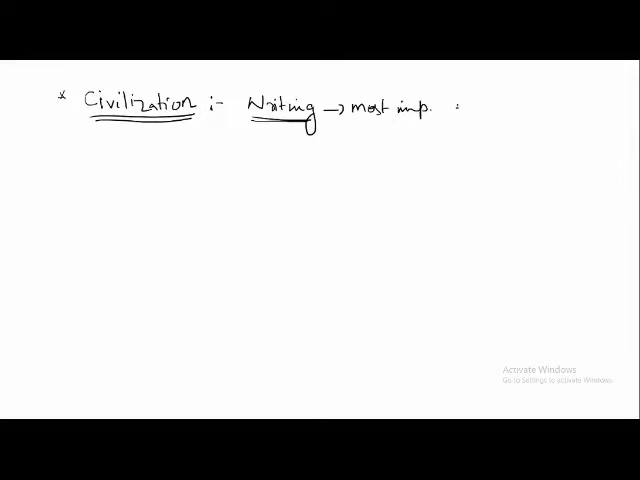 * Civilization :- Writing → most imp.
Activate Windows
Go to Settings to activate Windows.